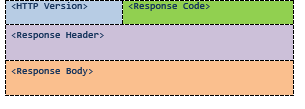 <HTTP Version> <Response Code>
<Response Header>
<Response Body>